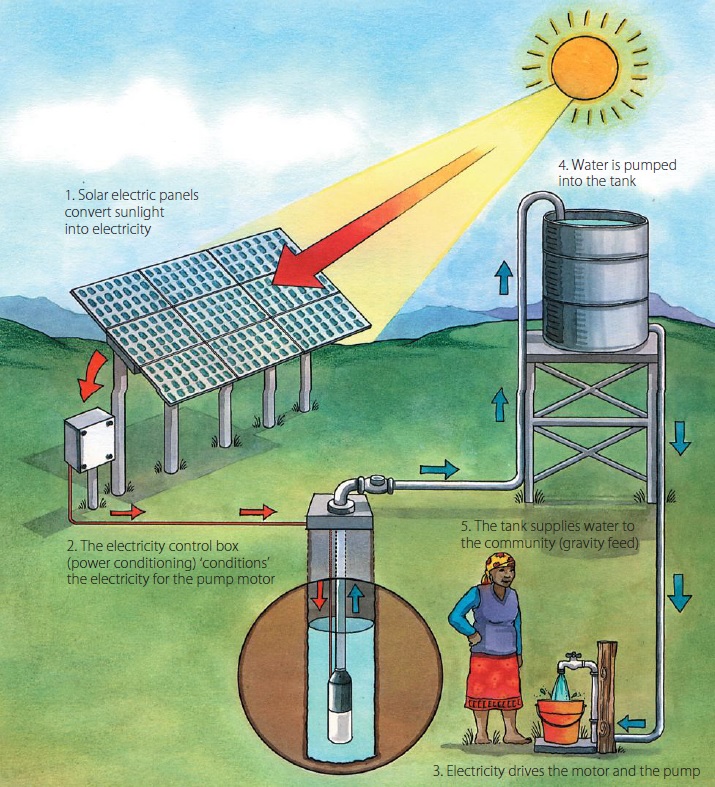 1. Solar electric panels
convert sunlight
into electricity
4. Water is pumped
into the tank
2. The electricity control box
(power conditioning) ‘conditions’
the electricity for the pump motor
5. The tank supplies water to
the community (gravity feed)
3. Electricity drives the motor and the pump